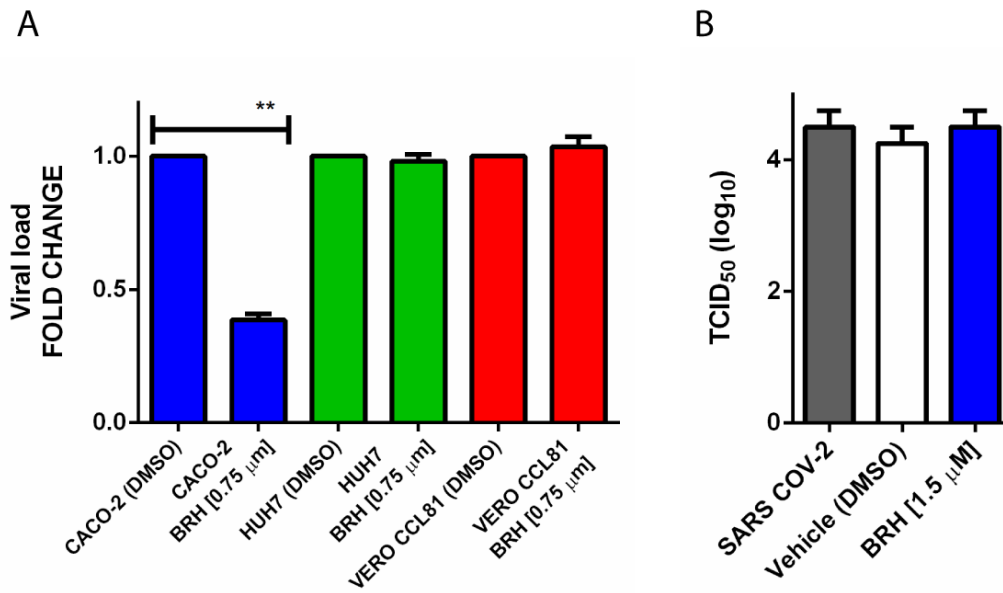 A
Viral load
FOLD CHANGE
1.0
0.5
0.0
**
CACO-2 (DMSO)
CACO-2
BRH [0.75 µm]
HUH7 (DMSO)
HUH7
BRH [0.75 µm]
VERO CCL81 (DMSO)
VERO CCL81
BRH [0.75 µm]
B
TCID50 (log10)
4
2
0
SARS COV-2
Vehicle (DMSO)
BRH [1.5 µM]